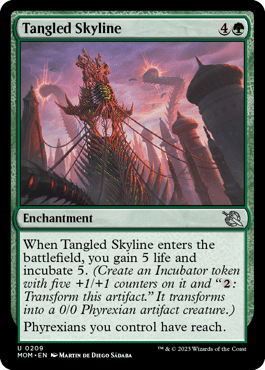 Tangled Skyline 4
Enchantment
When Tangled Skyline enters the
battlefield, you gain 5 life and
incubate 5. (Create an Incubator token
with five +1/+1 counters on it and “2:
Transform this artifact.” It transforms
into a 0/0 Phyrexian artifact creature.)
Phyrexians you control have reach.
U 0209
MOM • EN MARTIN DE DIEGO SÁDABA
™ & © 2023 Wizards of the Coast